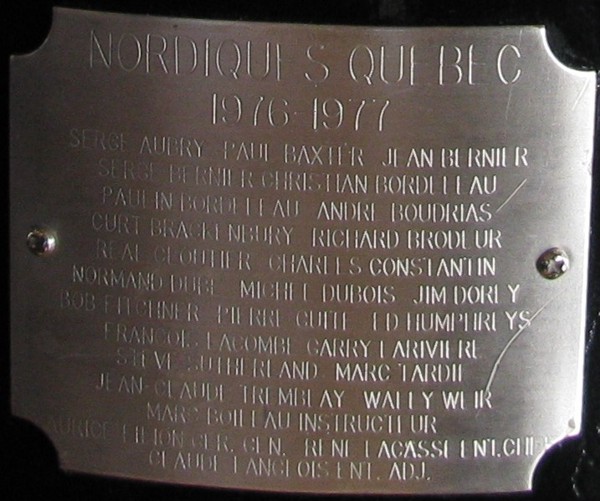 NORDIQUES QUEBEC
1976-1977
SERGE AUBRY PAUL BAXTER JEAN BERNIER
SERGE BERNIER CHRISTIAN BORDELEAU
PAULIN BORDELEAU ANDRE BOUDRIAS
CURT BRACKENBURY RICHARD BRODEUR
REAL CLOUTIER CHARLES CONSTANTIN
NORMAND DUBE MICHEL DUBOIS JIM DOREY
BOB FITCHNER PIERRE GUITE ED HUMPHREYS
FRANCOIS LACOMBE GARRY LARIVIERE
STEVE SUTHERLAND MARC TARDIF
JEAN-CLAUDE TREMBLAY WALLY WEIR
MARC BOILEAU INSTRUCTEUR
MAURICE FILION GER. GEN. RENE LACASSE ENT.CHEF
CLAUDE LANGLOIS ENT. ADJ.